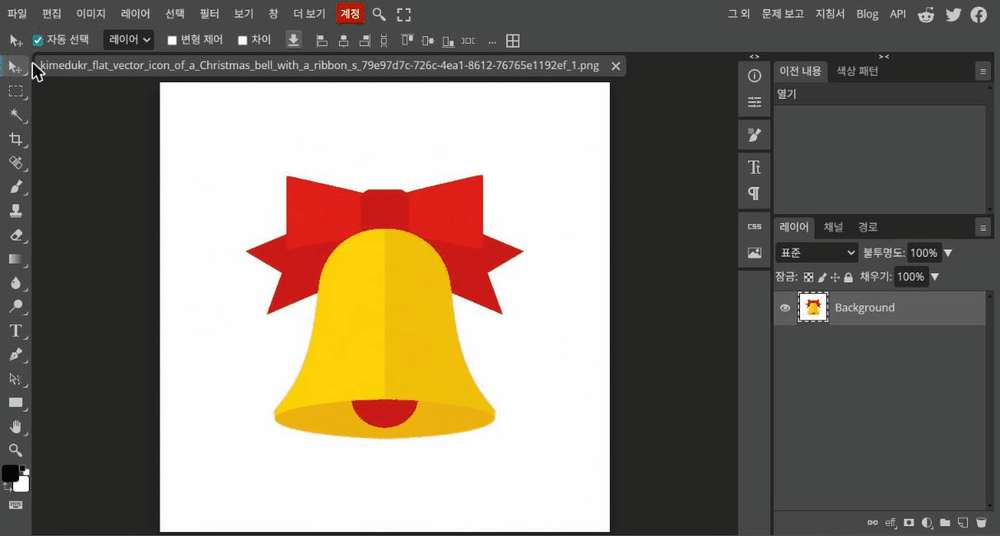 파일 편집 이미지 레이어 선택 필터 보기 창 더 보기 계정 그 외 문제 보고 지침서 Blog API
자동 선택 레이어 변형 제어 차이 ...
kimedukr_flat_vector_icon_of_a_Christmas_bell_with_a_ribbon_s_79e97d7c-726c-4ea1-8612-76765e1192ef_1.png
이전 내용 색상 패턴
열기
CSS
레이어 채널 경로
표준 불투명도: 100%
잠금: 채우기: 100%
Background
eff